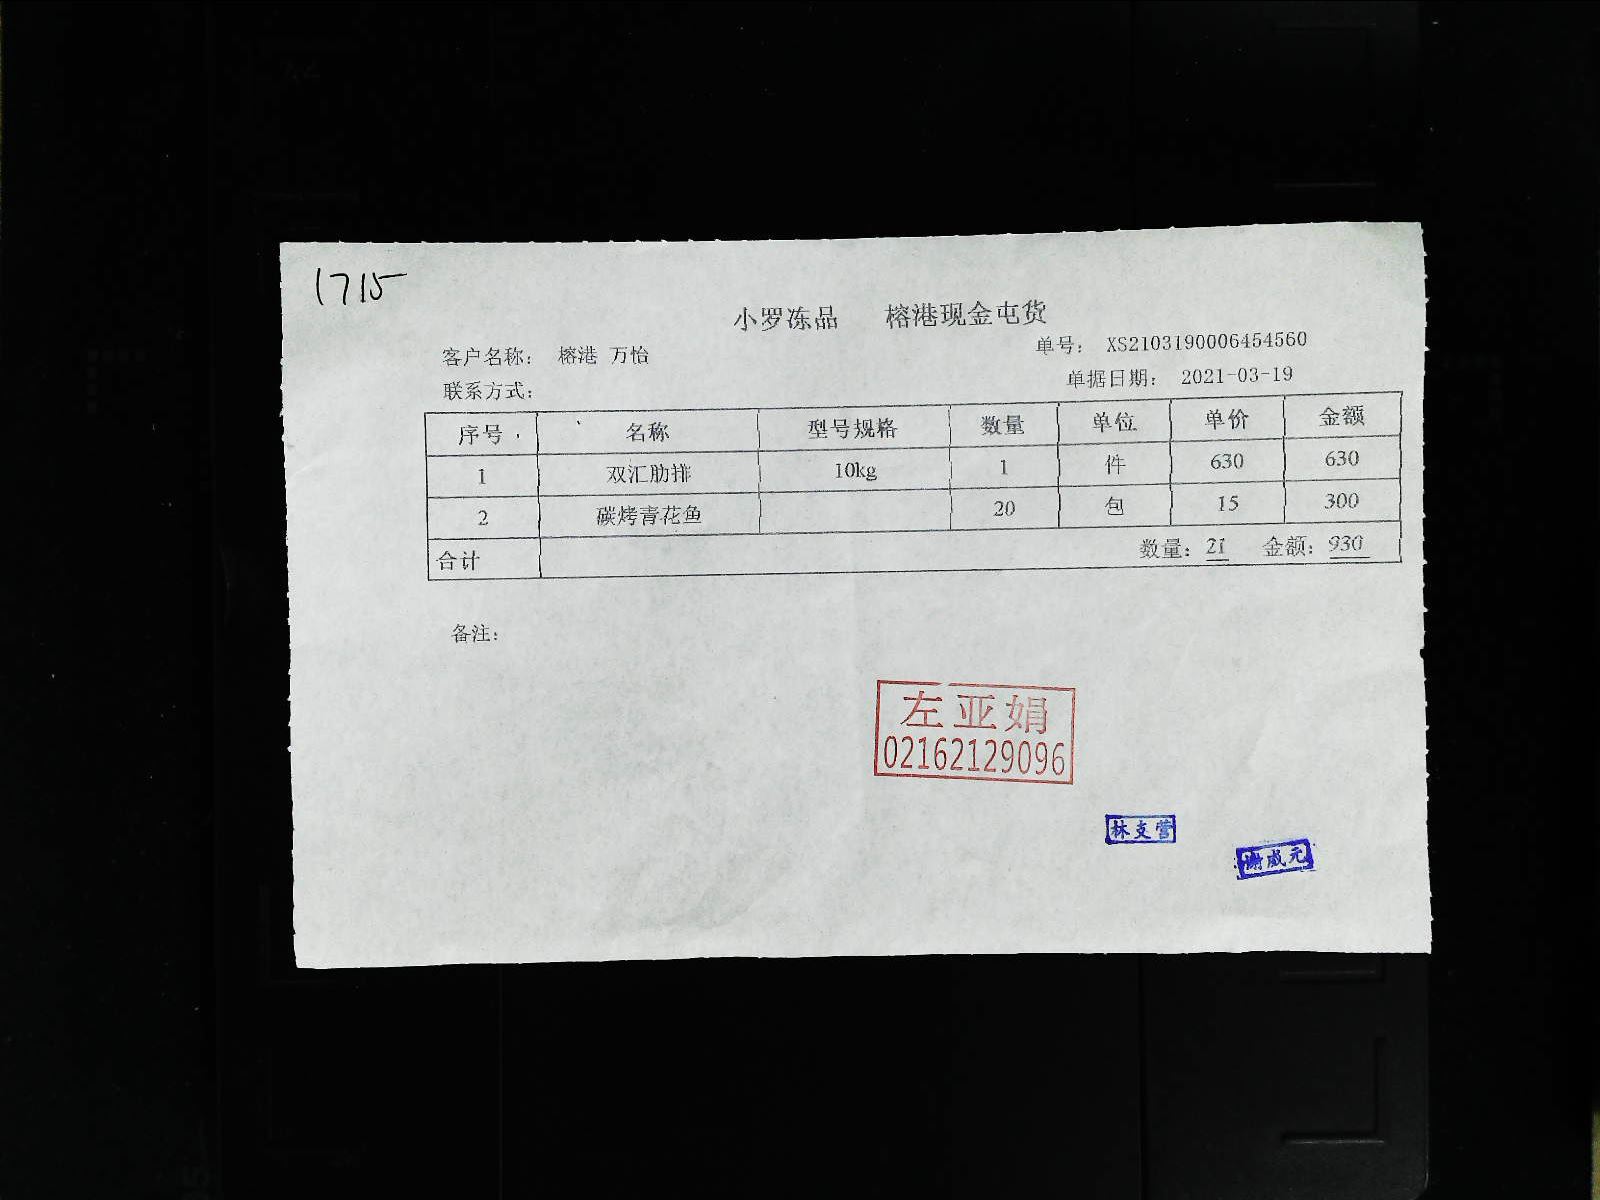 1715
小罗冻品 榕港现金屯货
单号： XS2103190006454560
客户名称： 榕港 万怡
单据日期： 2021-03-19
联系方式：
序号 名称 型号规格 数量 单位 单价 金额
1 双汇肋排 10kg 1 件 630 630
2 碳烤青花鱼 20 包 15 300
合计 数量：21 金额：930
备注：
左亚娟
02162129096
林支营
谢成元